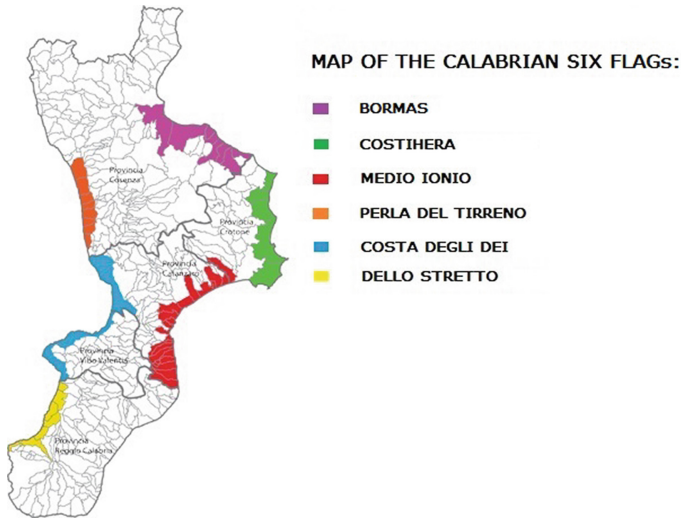 MAP OF THE CALABRIAN SIX FLAGs:
BORMAS
COSTIHERA
MEDIO IONIO
PERLA DEL TIRRENO
COSTA DEGLI DEI
DELLO STRETTO
Provincia
Cosenza
Provincia
Crotone
Provincia
Catanzaro
Provincia
Vibo Valentia
Provincia
Reggio Calabria